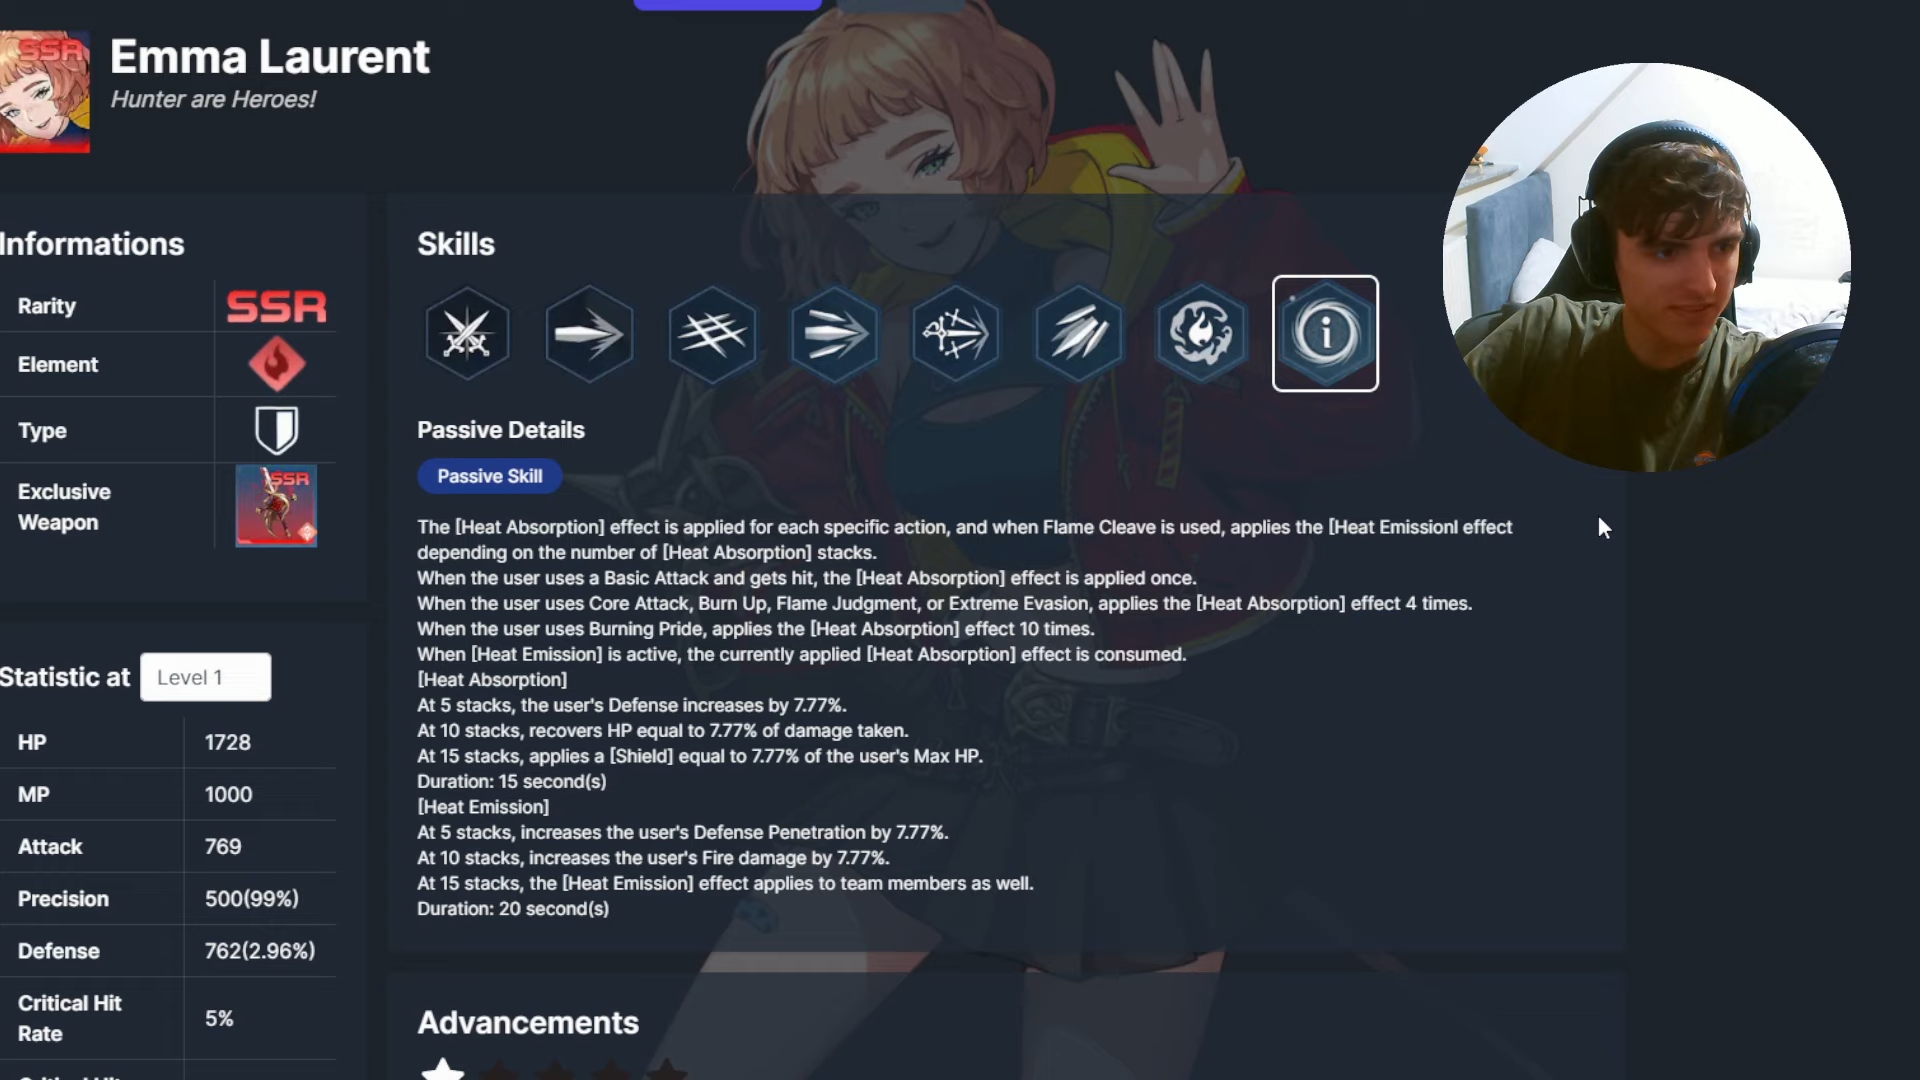 SSR
Emma Laurent
Hunter are Heroes!
Informations
Rarity
SSR
Element
Type
Exclusive
Weapon
SSR
Statistic at
Level 1
HP
1728
MP
1000
Attack
769
Precision
500(99%)
Defense
762(2.96%)
Critical Hit
Rate
5%
Skills
i
Passive Details
Passive Skill
The [Heat Absorption] effect is applied for each specific action, and when Flame Cleave is used, applies the [Heat Emissionl effect
depending on the number of [Heat Absorption] stacks.
When the user uses a Basic Attack and gets hit, the [Heat Absorption] effect is applied once.
When the user uses Core Attack, Burn Up, Flame Judgment, or Extreme Evasion, applies the [Heat Absorption] effect 4 times.
When the user uses Burning Pride, applies the [Heat Absorption] effect 10 times.
When [Heat Emission] is active, the currently applied [Heat Absorption] effect is consumed.
[Heat Absorption]
At 5 stacks, the user's Defense increases by 7.77%.
At 10 stacks, recovers HP equal to 7.77% of damage taken.
At 15 stacks, applies a [Shield] equal to 7.77% of the user's Max HP.
Duration: 15 second(s)
[Heat Emission]
At 5 stacks, increases the user's Defense Penetration by 7.77%.
At 10 stacks, increases the user's Fire damage by 7.77%.
At 15 stacks, the [Heat Emission] effect applies to team members as well.
Duration: 20 second(s)
Advancements